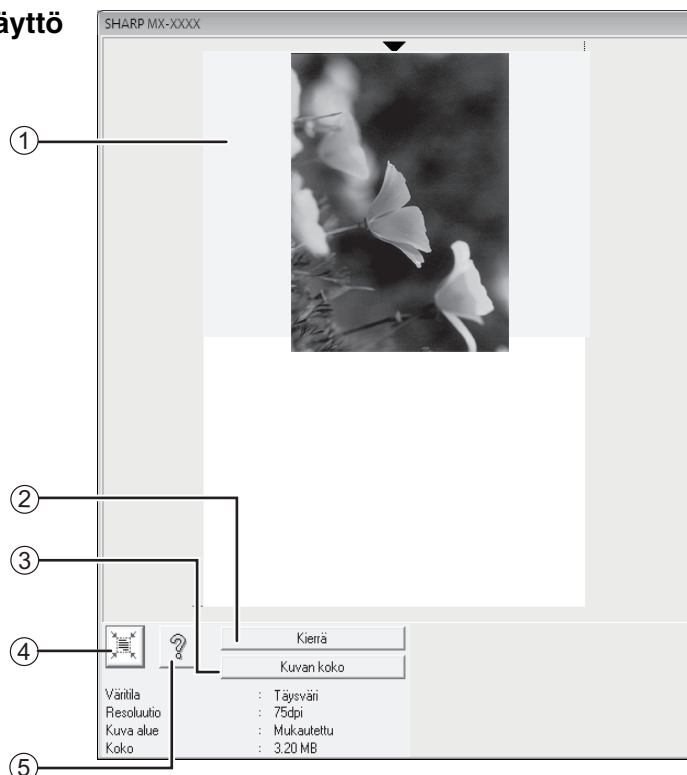 äyttö
SHARP MX-XXXX
1
2
Kierrä
3
Kuvan koko
4
Väritila : Täysväri
Resoluutio : 75dpi
Kuva alue : Mukautettu
Koko : 3.20 MB
5